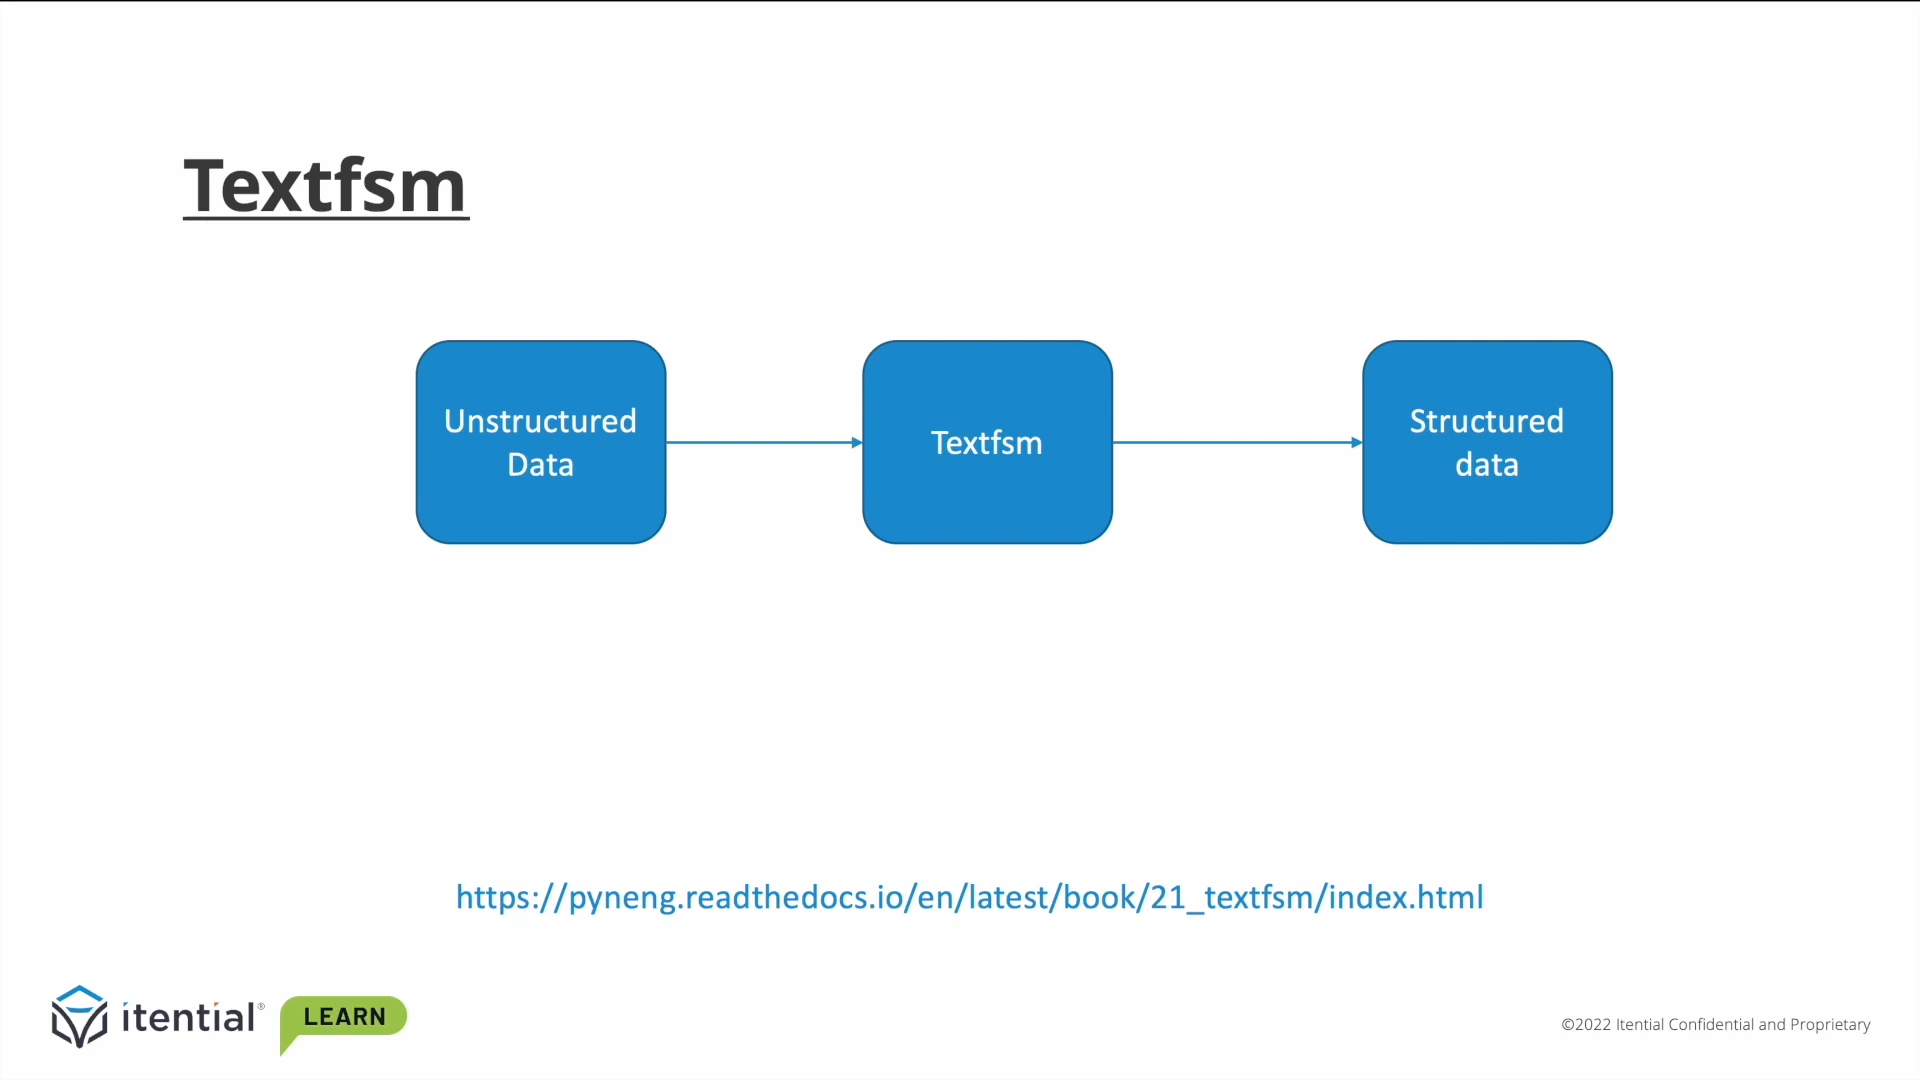 Textfsm
Unstructured
Data
Textfsm
Structured
data
https://pyneng.readthedocs.io/en/latest/book/21_textfsm/index.html
itential®
LEARN
©2022 Itential Confidential and Proprietary